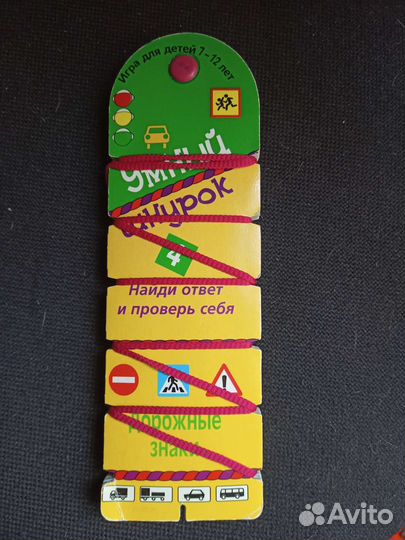 Игра для детей 7-12 лет
умный
шнурок
4
Найди ответ
и проверь себя
Дорожные
знаки
Avito